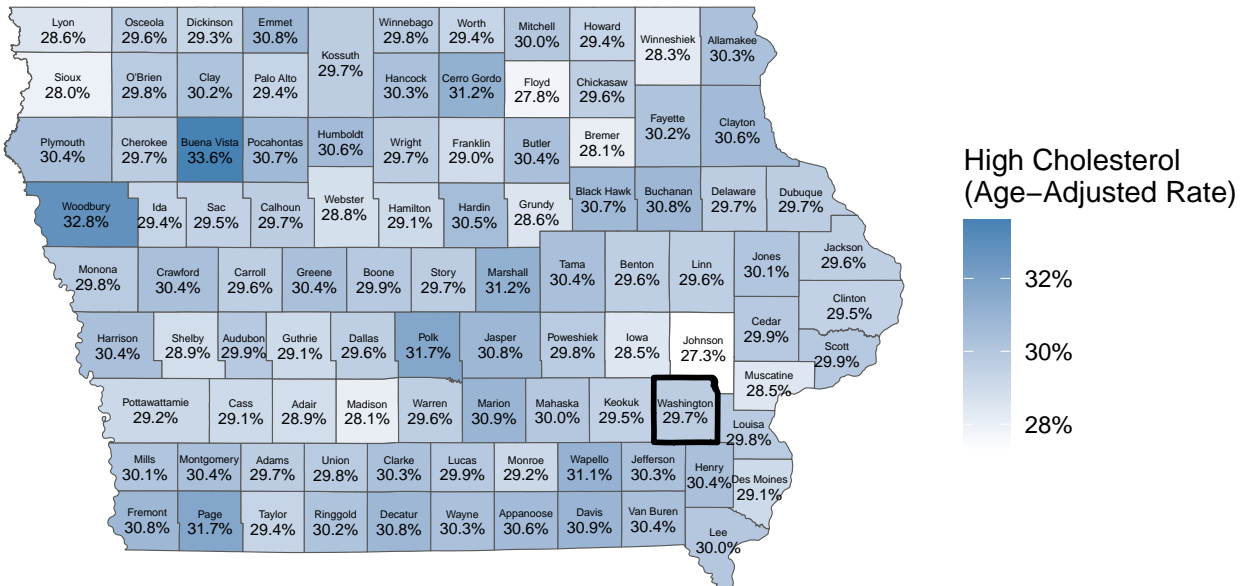 Lyon
28.6%
Osceola
29.6%
Dickinson
29.3%
Emmet
30.8%
Kossuth
29.7%
Winnebago
29.8%
Worth
29.4%
Mitchell
30.0%
Howard
29.4%
Winneshiek
28.3%
Allamakee
30.3%
Sioux
28.0%
O'Brien
29.8%
Clay
30.2%
Palo Alto
29.4%
Hancock
30.3%
Cerro Gordo
31.2%
Floyd
27.8%
Chickasaw
29.6%
Fayette
30.2%
Clayton
30.6%
Plymouth
30.4%
Cherokee
29.7%
Buena Vista
33.6%
Pocahontas
30.7%
Humboldt
30.6%
Wright
29.7%
Franklin
29.0%
Butler
30.4%
Bremer
28.1%
Woodbury
32.8%
Ida
29.4%
Sac
29.5%
Calhoun
29.7%
Webster
28.8%
Hamilton
29.1%
Hardin
30.5%
Grundy
28.6%
Black Hawk
30.7%
Buchanan
30.8%
Delaware
29.7%
Dubuque
29.7%
Monona
29.8%
Crawford
30.4%
Carroll
29.6%
Greene
30.4%
Boone
29.9%
Story
29.7%
Marshall
31.2%
Tama
30.4%
Benton
29.6%
Linn
29.6%
Jones
30.1%
Jackson
29.6%
Clinton
29.5%
Harrison
30.4%
Shelby
28.9%
Audubon
29.9%
Guthrie
29.1%
Dallas
29.6%
Polk
31.7%
Jasper
30.8%
Poweshiek
29.8%
Iowa
28.5%
Johnson
27.3%
Cedar
29.9%
Scott
29.9%
Muscatine
28.5%
Pottawattamie
29.2%
Cass
29.1%
Adair
28.9%
Madison
28.1%
Warren
29.6%
Marion
30.9%
Mahaska
30.0%
Keokuk
29.5%
Washington
29.7%
Louisa
29.8%
Mills
30.1%
Montgomery
30.4%
Adams
29.7%
Union
29.8%
Clarke
30.3%
Lucas
29.9%
Monroe
29.2%
Wapello
31.1%
Jefferson
30.3%
Henry
30.4%
Des Moines
29.1%
Fremont
30.8%
Page
31.7%
Taylor
29.4%
Ringgold
30.2%
Decatur
30.8%
Wayne
30.3%
Appanoose
30.6%
Davis
30.9%
Van Buren
30.4%
Lee
30.0%
High Cholesterol
(Age−Adjusted Rate)
32%
30%
28%